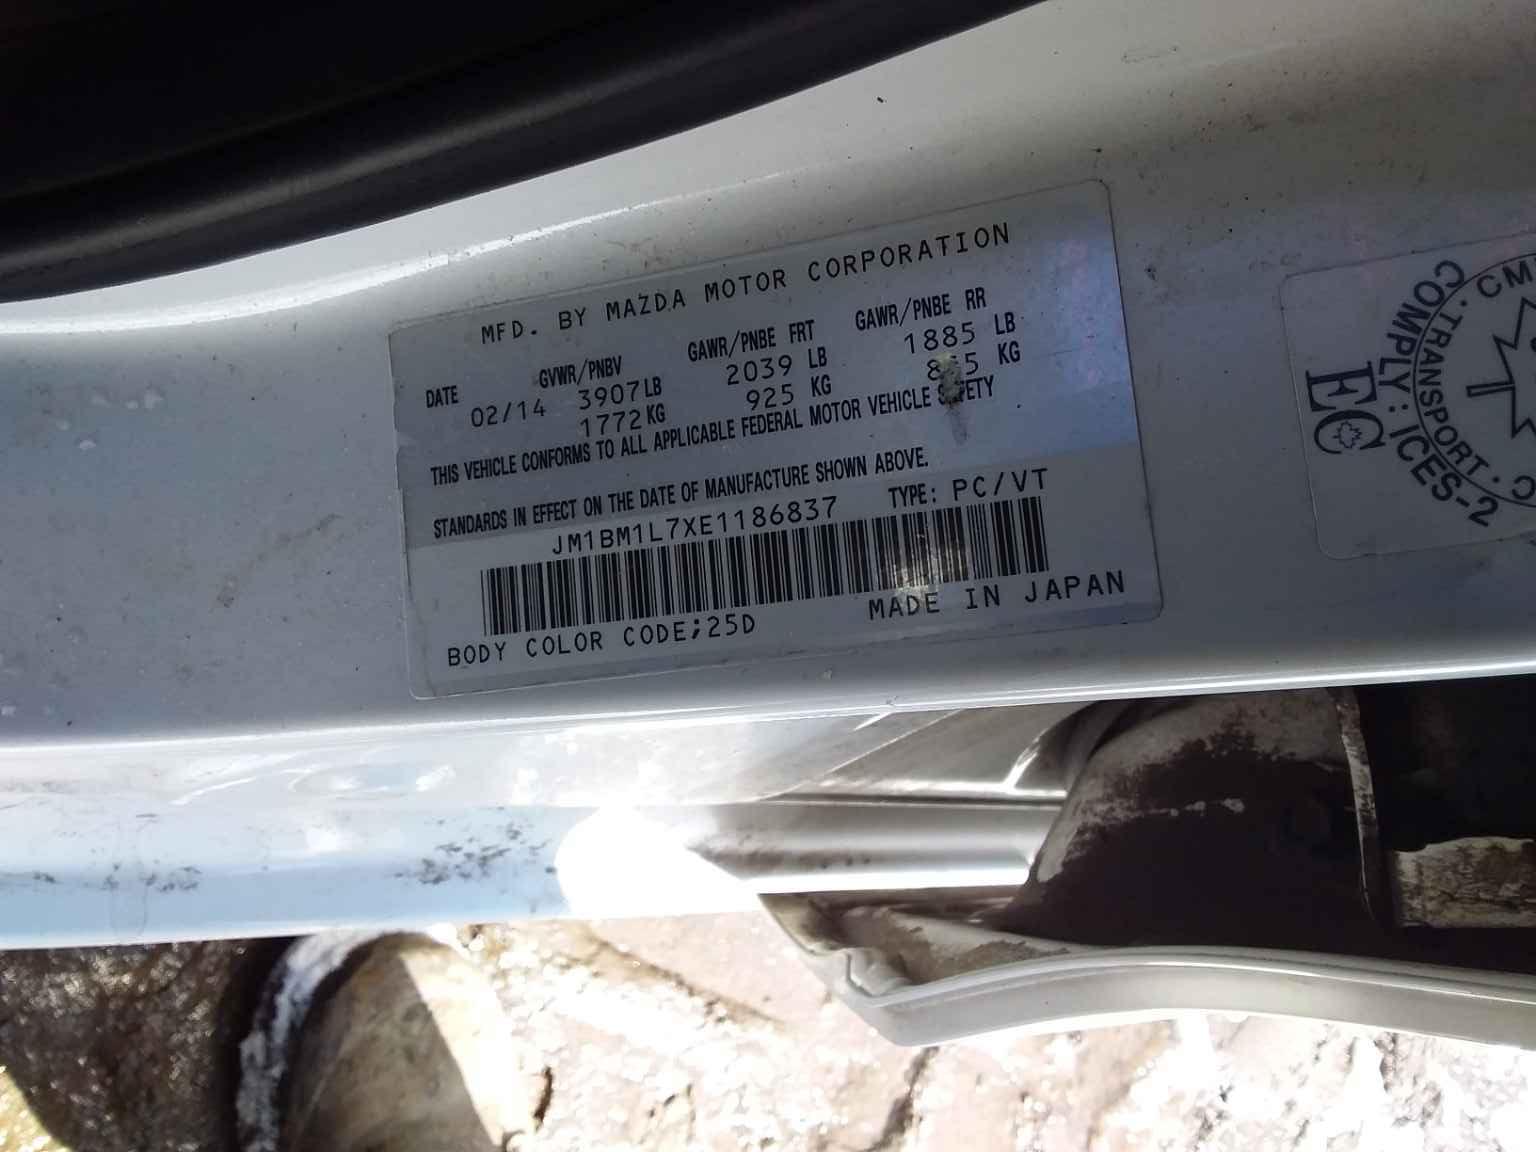 MFD. BY MAZDA MOTOR CORPORATION
DATE GVWR/PNBV GAWR/PNBE FRT GAWR/PNBE RR
02/14 3907LB 2039 LB 1885 LB
1772KG 925 KG KG
THIS VEHICLE CONFORMS TO ALL APPLICABLE FEDERAL MOTOR VEHICLE SAFETY
STANDARDS IN EFFECT ON THE DATE OF MANUFACTURE SHOWN ABOVE.
JM1BM1L7XE1186837 TYPE: PC/VT
BODY COLOR CODE;25D MADE IN JAPAN
COMPLY: ICES-2
EC
TRANSPORT